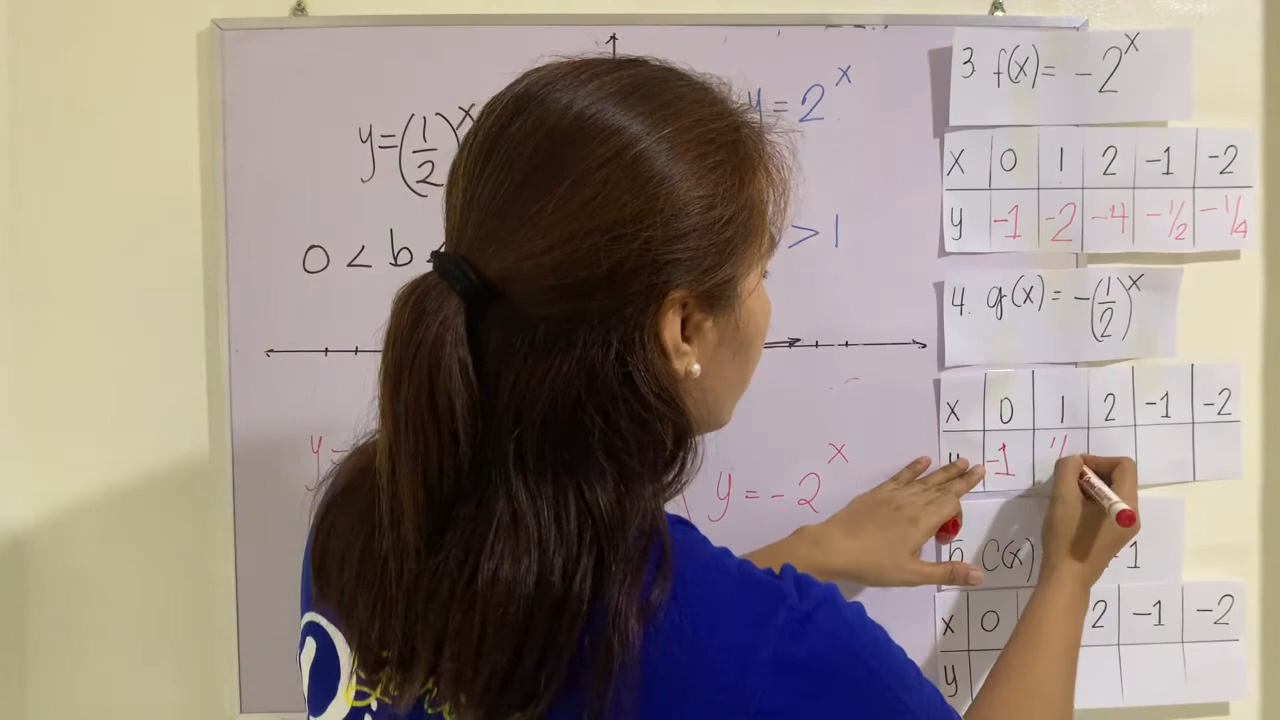 y=(1/2)^x
y = 2^x
0 < b <
> 1
y=
y = -2^x
3. f(x) = -2^x
x 0 1 2 -1 -2
y -1 -2 -4 -1/2 -1/4
4. g(x) = -(1/2)^x
x 0 1 2 -1 -2
y -1
5 C(x) 1
x 0 2 -1 -2
y